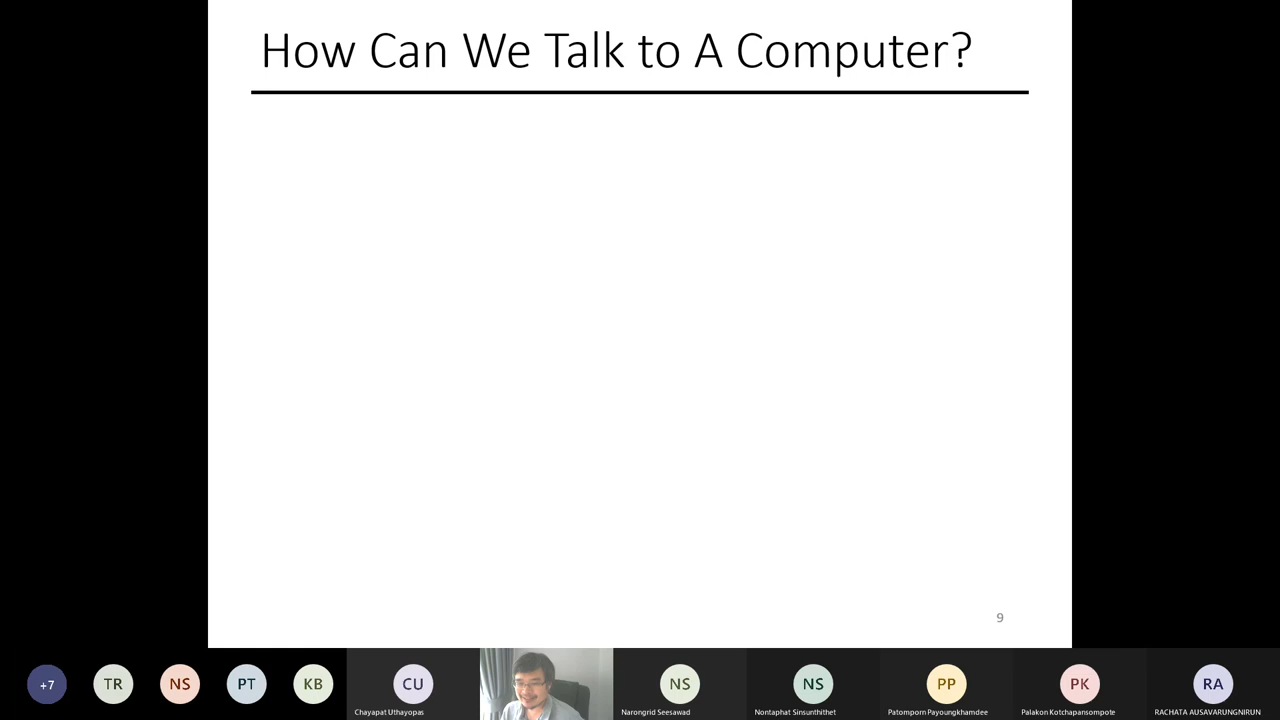 How Can We Talk to A Computer?
9
+7
TR
NS
PT
KB
CU
NS
NS
PP
PK
RA
Chayapat Uthayopas
Narongrid Seesawad
Nontaphat Sinsunthithet
Patomporn Payoungkhamdee
Palakon Kotchapansompote
RACHATA AUSAVARUNGNIRUN